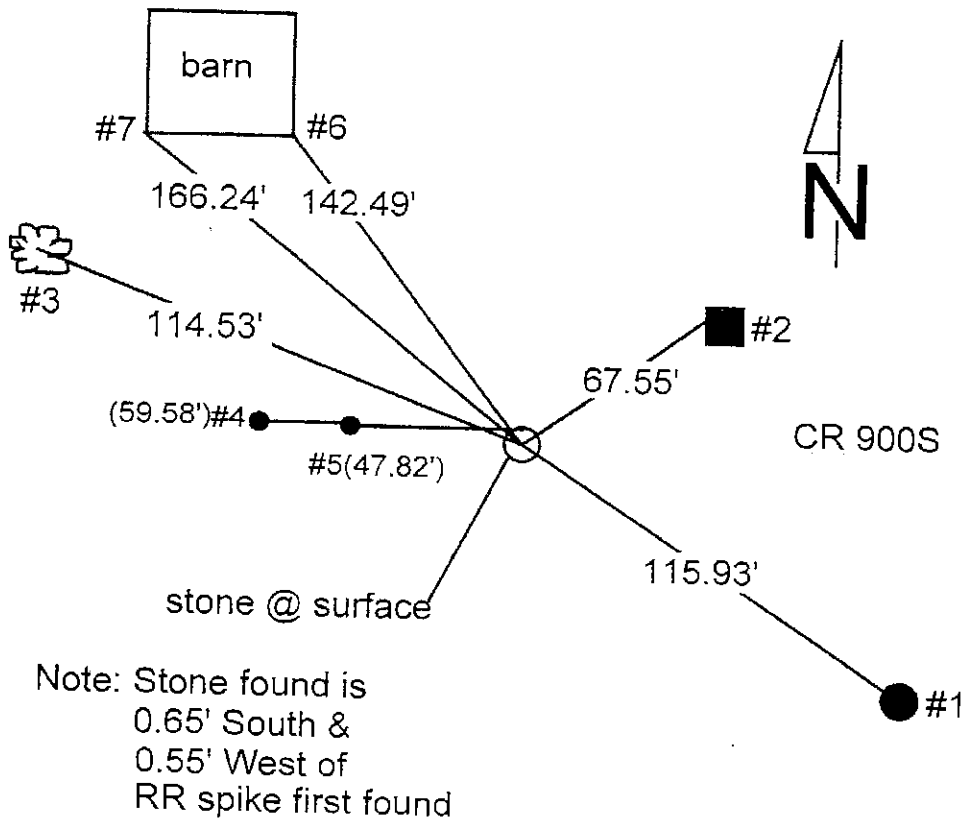 barn
#7
#6
166.24'
142.49'
N
#3
114.53'
#2
67.55'
(59.58')#4
#5(47.82')
CR 900S
115.93'
stone @ surface
#1
Note: Stone found is
0.65' South &
0.55' West of
RR spike first found